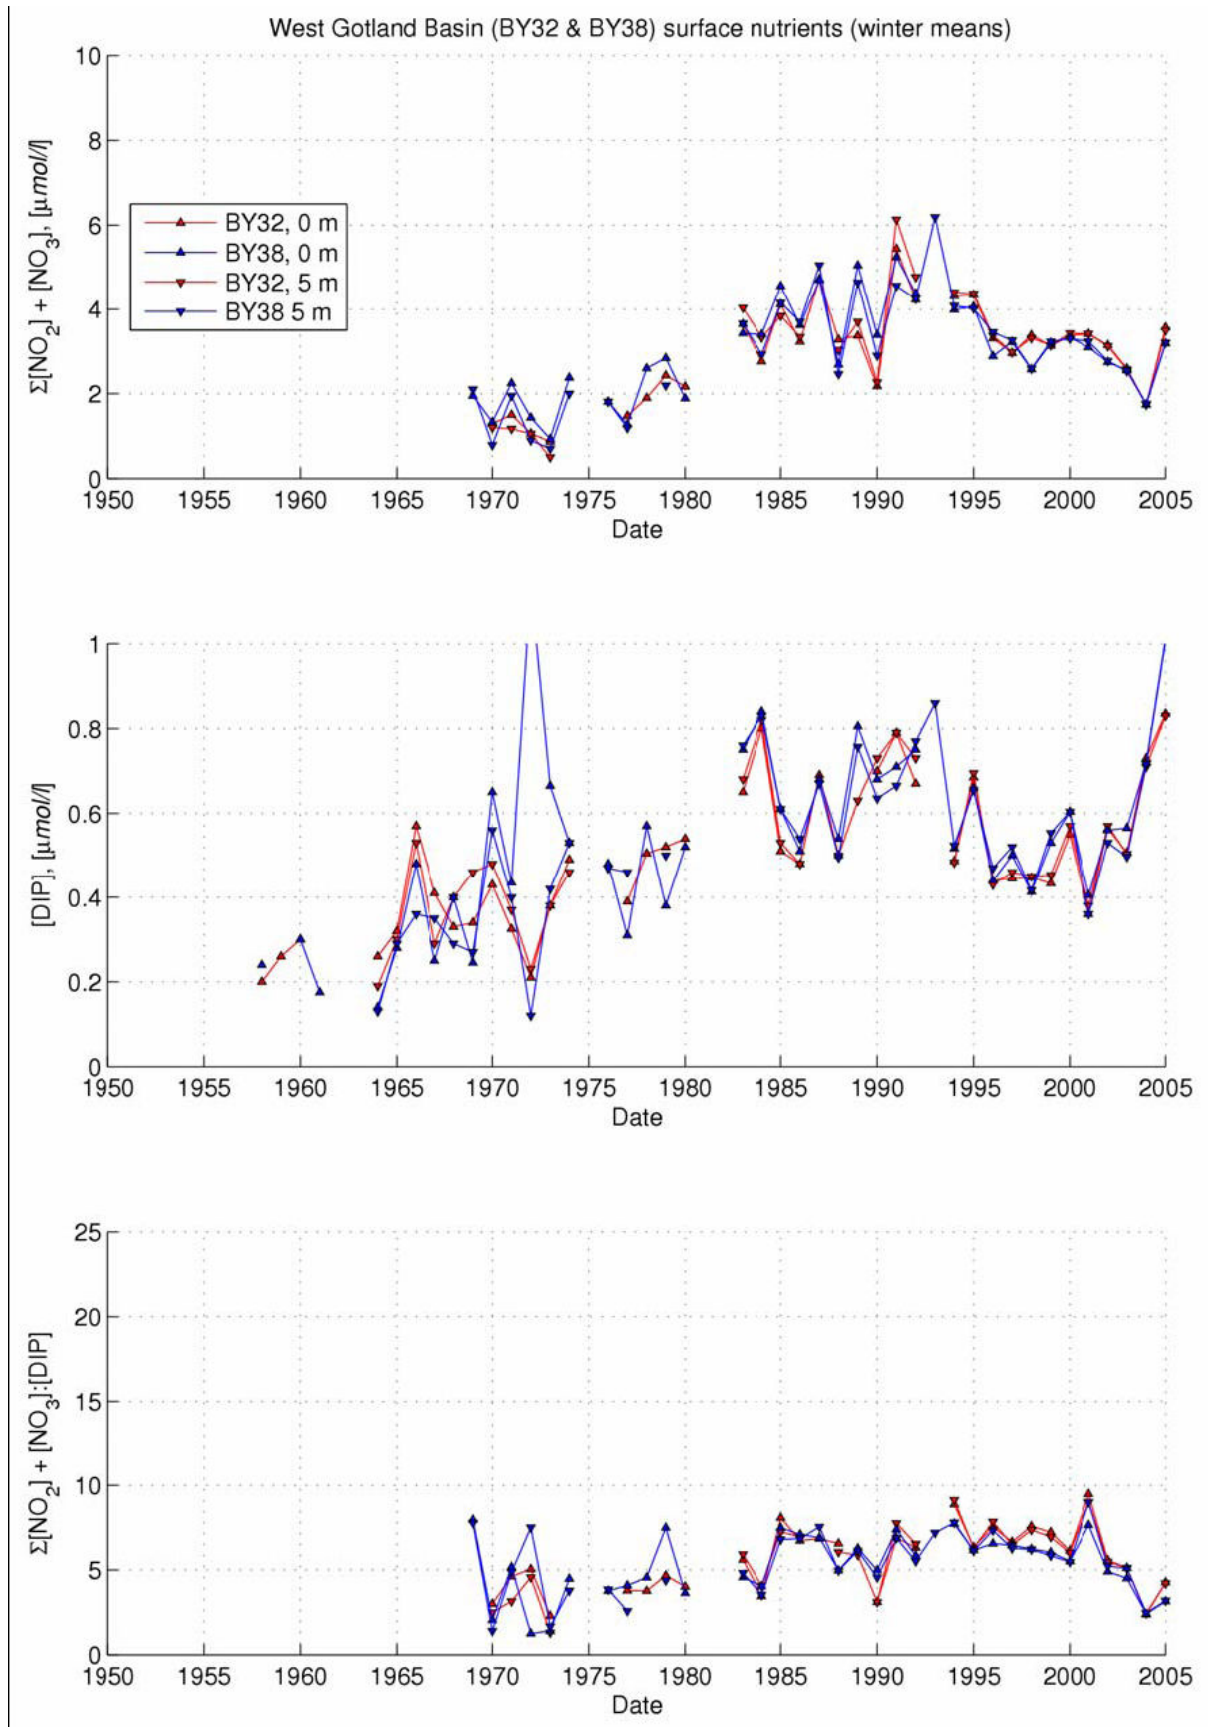 West Gotland Basin (BY32 & BY38) surface nutrients (winter means)
Σ[NO2] + [NO3], [μmol/l]
10
8
6
4
2
0
BY32, 0 m
BY38, 0 m
BY32, 5 m
BY38 5 m
1950 1955 1960 1965 1970 1975 1980 1985 1990 1995 2000 2005
Date
[DIP], [μmol/l]
1
0.8
0.6
0.4
0.2
0
1950 1955 1960 1965 1970 1975 1980 1985 1990 1995 2000 2005
Date
Σ[NO2] + [NO3]:[DIP]
25
20
15
10
5
0
1950 1955 1960 1965 1970 1975 1980 1985 1990 1995 2000 2005
Date